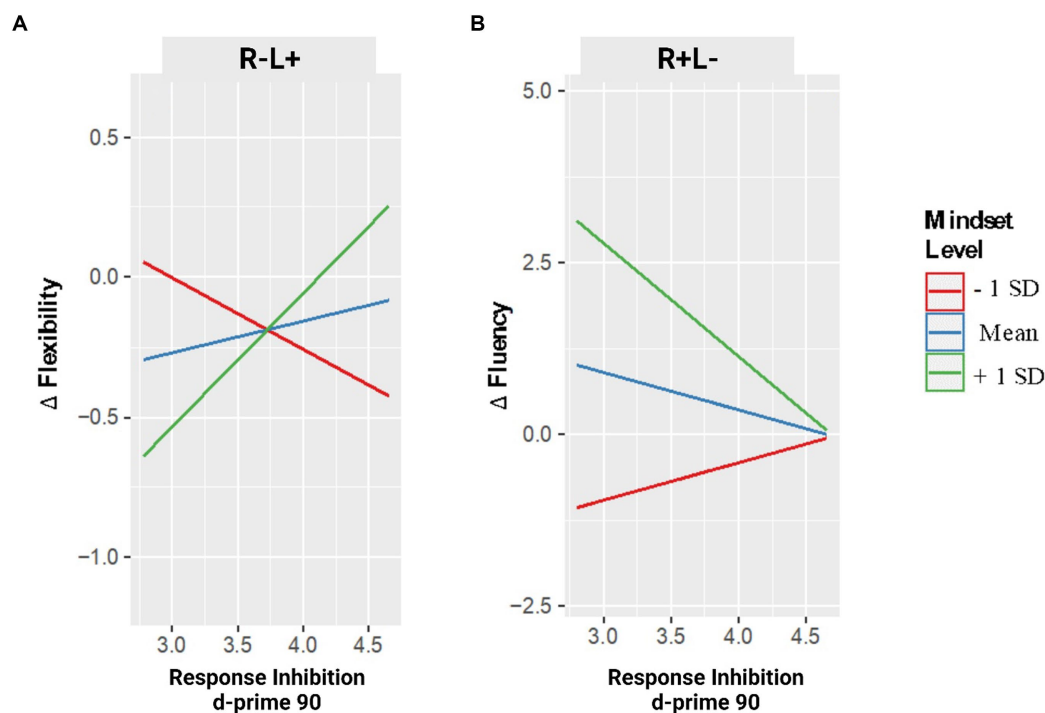 A
R-L+
0.5
0.0
−0.5
−1.0
Δ Flexibility
3.0 3.5 4.0 4.5
Response Inhibition
d-prime 90
B
R+L-
5.0
2.5
0.0
−2.5
Δ Fluency
3.0 3.5 4.0 4.5
Response Inhibition
d-prime 90
Mindset
Level
- 1 SD
Mean
+ 1 SD